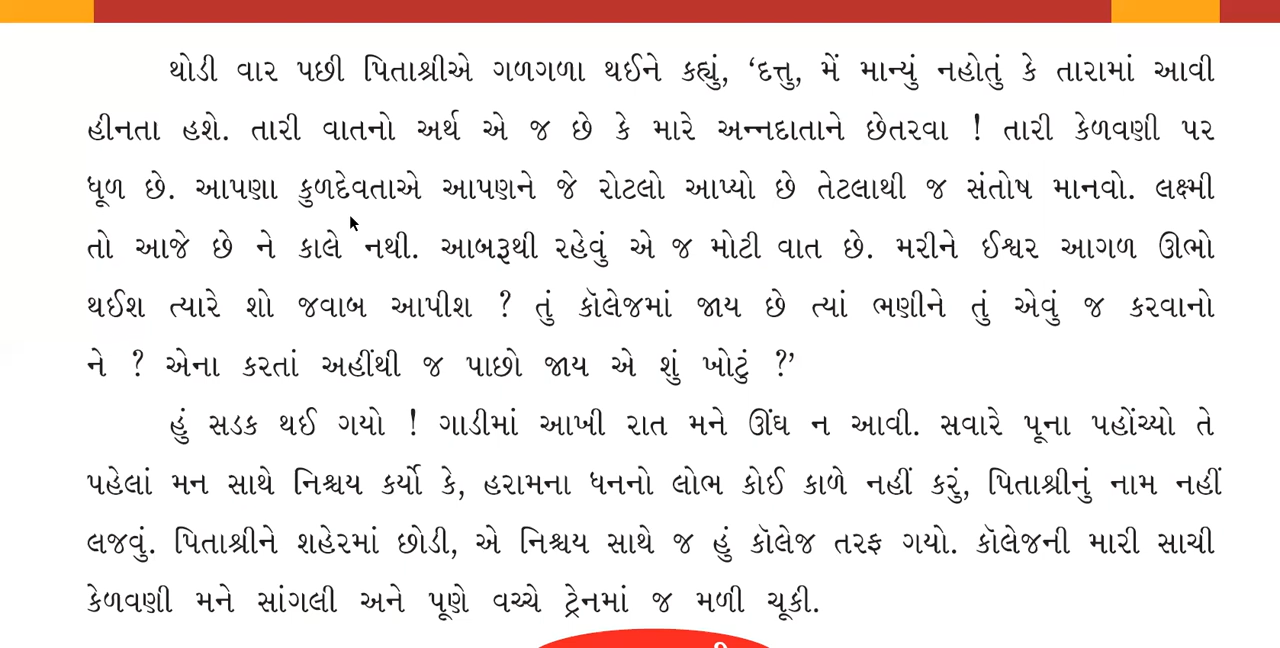 થોડી વાર પછી પિતાશ્રીએ ગળગળા થઈને કહ્યું, ‘દત્તુ, મેં માન્યું નહોતું કે તારામાં આવી
હીનતા હશે. તારી વાતનો અર્થ એ જ છે કે મારે અન્નદાતાને છેતરવા ! તારી કેળવણી પર
ધૂળ છે. આપણા કુળદેવતાએ આપણને જે રોટલો આપ્યો છે તેટલાથી જ સંતોષ માનવો. લક્ષ્મી
તો આજે છે ને કાલે નથી. આબરૂથી રહેવું એ જ મોટી વાત છે. મરીને ઈશ્વર આગળ ઊભો
થઈશ ત્યારે શો જવાબ આપીશ ? તું કૉલેજમાં જાય છે ત્યાં ભણીને તું એવું જ કરવાનો
ને ? એના કરતાં અહીંથી જ પાછો જાય એ શું ખોટું ?’
હું સડક થઈ ગયો ! ગાડીમાં આખી રાત મને ઊંઘ ન આવી. સવારે પૂના પહોંચ્યો તે
પહેલાં મન સાથે નિશ્ચય કર્યો કે, હરામના ધનનો લોભ કોઈ કાળે નહીં કરું, પિતાશ્રીનું નામ નહીં
લજવું. પિતાશ્રીને શહેરમાં છોડી, એ નિશ્ચય સાથે જ હું કૉલેજ તરફ ગયો. કૉલેજની મારી સાચી
કેળવણી મને સાંગલી અને પૂણે વચ્ચે ટ્રેનમાં જ મળી ચૂકી.